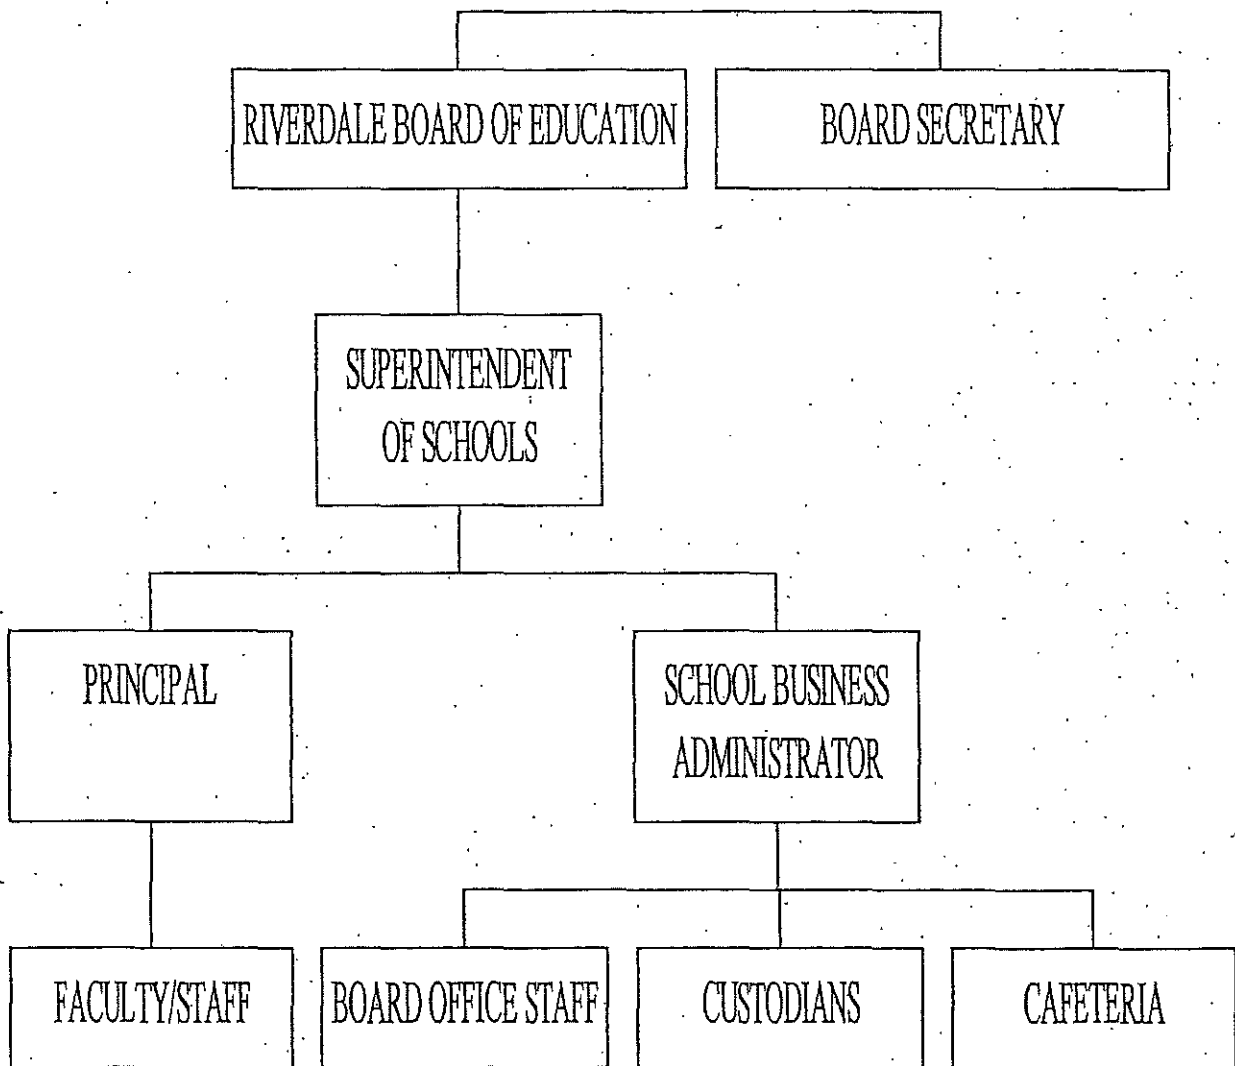 RIVERDALE BOARD OF EDUCATION
BOARD SECRETARY
SUPERINTENDENT
OF SCHOOLS
PRINCIPAL
SCHOOL BUSINESS
ADMINISTRATOR
FACULTY/STAFF
BOARD OFFICE STAFF
CUSTODIANS
CAFETERIA